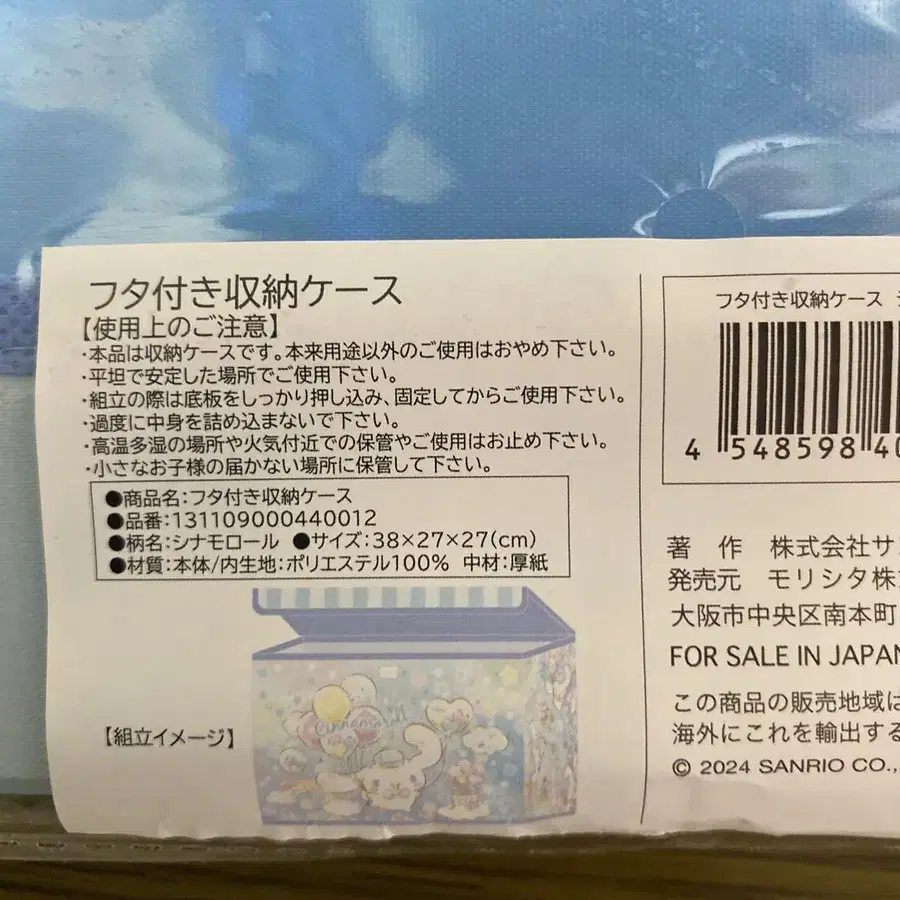 フタ付き収納ケース
【使用上のご注意】
・本品は収納ケースです。本来用途以外のご使用はおやめ下さい。
・平坦で安定した場所でご使用下さい。
・組立の際は底板をしっかり押し込み、固定してからご使用下さい。
・過度に中身を詰め込まないで下さい。
・高温多湿の場所や火気付近での保管やご使用はお止め下さい。
・小さなお子様の届かない場所に保管して下さい。
●商品名：フタ付き収納ケース
●品番：131109000440012
●柄名：シナモロール ●サイズ：38×27×27(cm)
●材質：本体/内生地：ポリエステル100% 中材：厚紙
【組立イメージ】
Cinnamoroll
フタ付き収納ケース
4 548598 40
著 作 株式会社サン
発売元 モリシタ株
大阪市中央区南本町
FOR SALE IN JAPAN
この商品の販売地域は
海外にこれを輸出する
© 2024 SANRIO CO.,